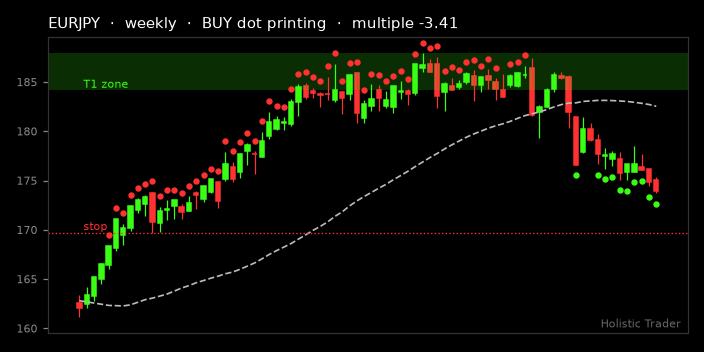 EURJPY · weekly · BUY dot printing · multiple -3.41
185
T1 zone
180
175
170
stop
165
160
Holistic Trader